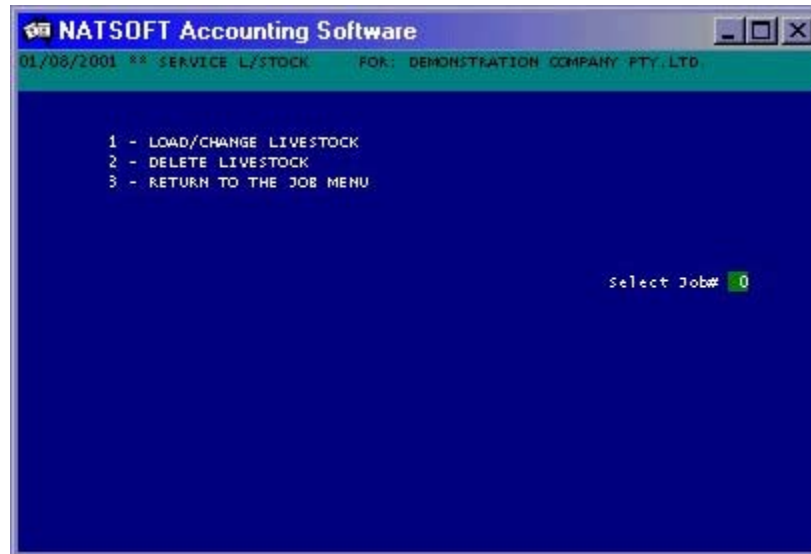 NATSOFT Accounting Software
01/08/2001 ** SERVICE L/STOCK FOR: DEMONSTRATION COMPANY PTY.LTD.
1 - LOAD/CHANGE LIVESTOCK
2 - DELETE LIVESTOCK
3 - RETURN TO THE JOB MENU
Select Job# 0